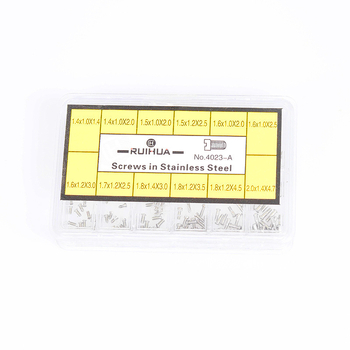 1.4x1.0X1.4 1.4x1.0X2.0 1.5x1.0X2.0 1.5x1.2X2.5 1.6x1.0X2.0 1.6x1.0X2.5
RUIHUA No.4023-A
Screws in Stainless Steel
1.6x1.2X3.0 1.7x1.2X2.5 1.8x1.4X3.0 1.8x1.2X3.5 1.8x1.2X4.5 2.0x1.4X4.7